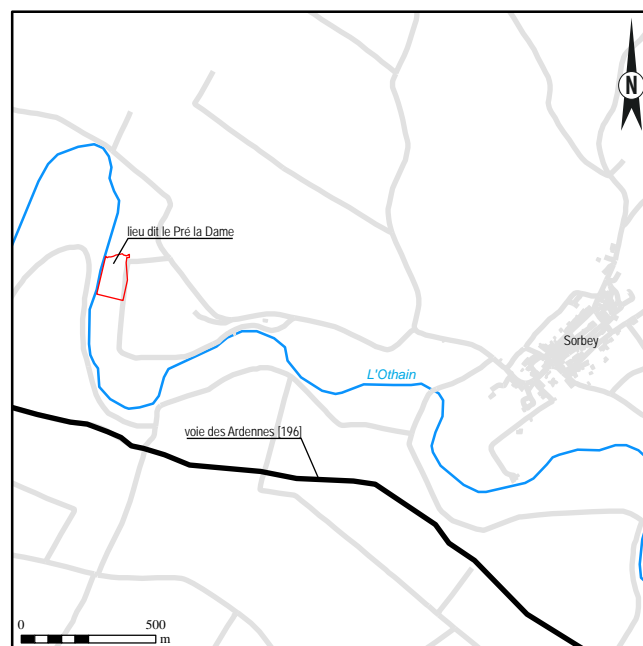 N
lieu dit le Pré la Dame
Sorbey
L'Othain
voie des Ardennes [196]
0 500
m